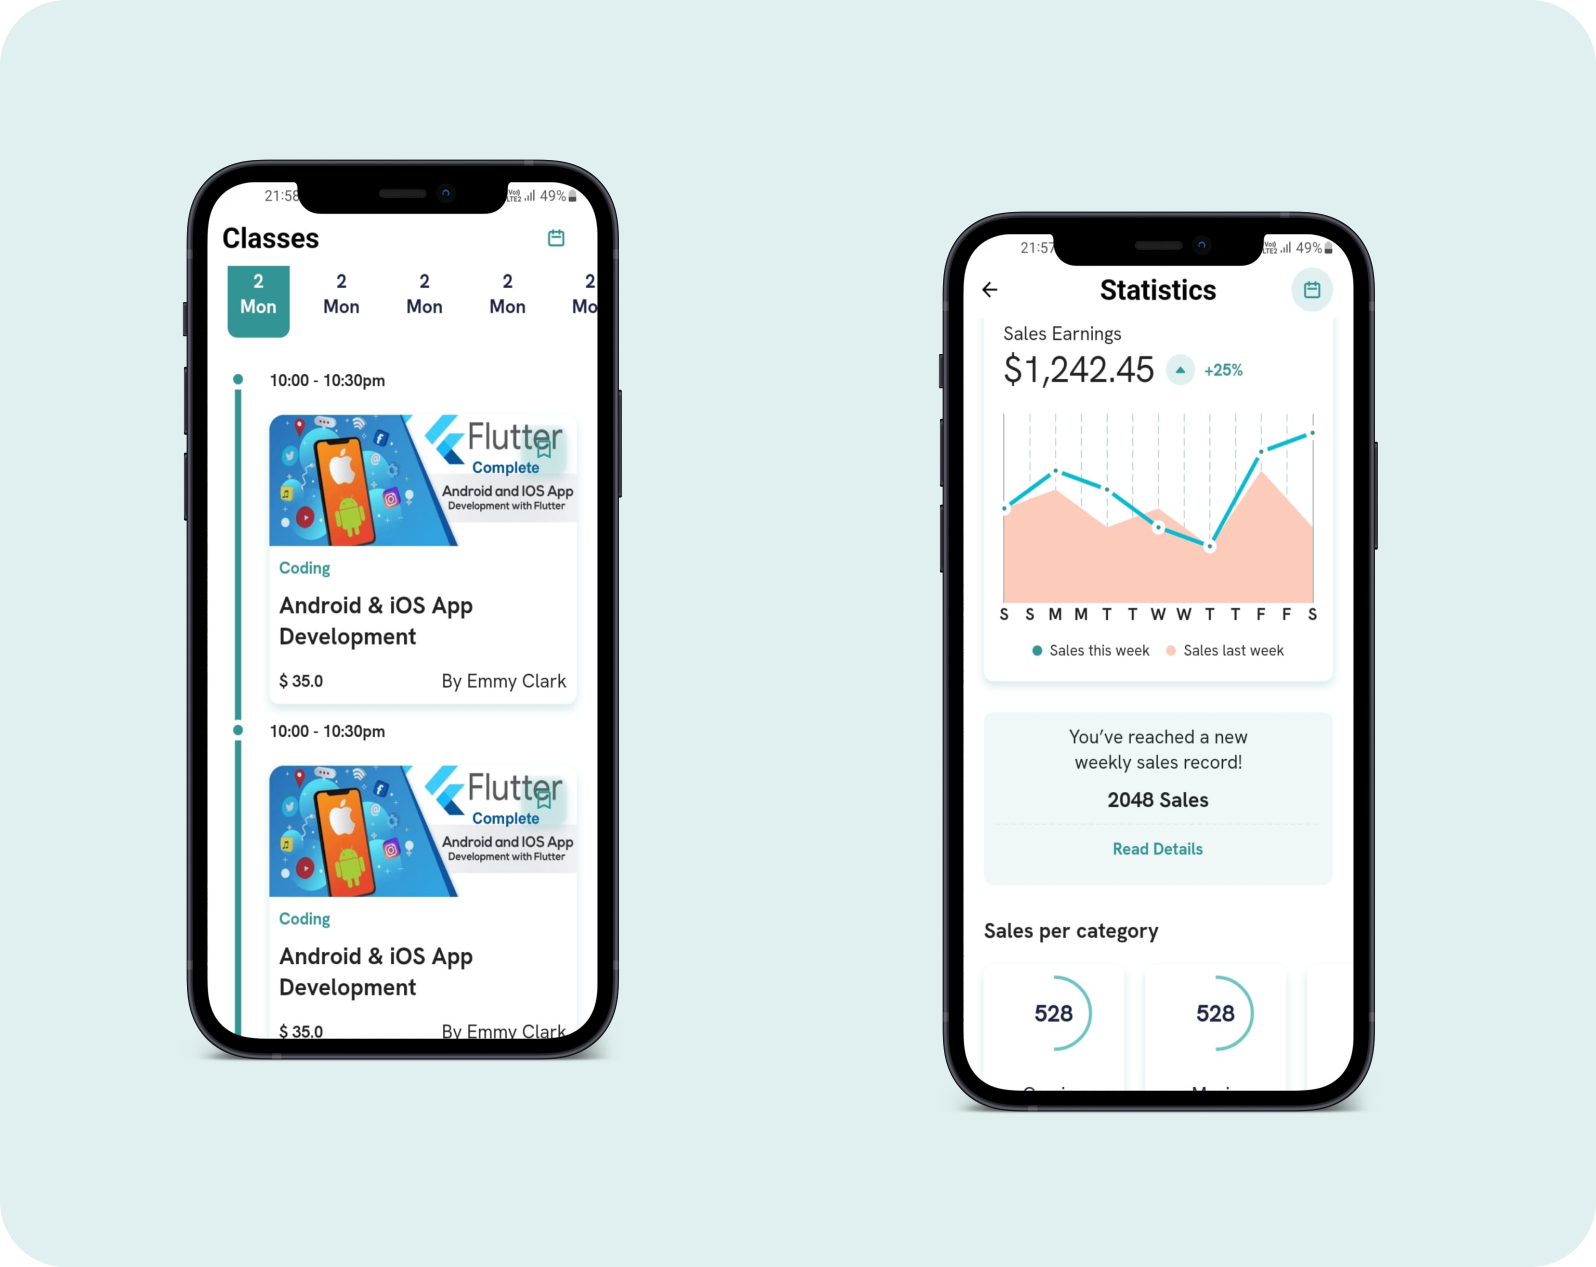 21:58
49%
Classes
2 2 2 2 2
Mon Mon Mon Mon Mo
10:00 - 10:30pm
Flutter
Complete
Android and IOS App
Development with Flutter
Coding
Android & iOS App
Development
$ 35.0 By Emmy Clark
10:00 - 10:30pm
Flutter
Complete
Android and IOS App
Development with Flutter
Coding
Android & iOS App
Development
$ 35.0 By Emmy Clark
21:57
49%
Statistics
Sales Earnings
$1,242.45 +25%
S S M M T T W W T T F F S
Sales this week Sales last week
You’ve reached a new
weekly sales record!
2048 Sales
Read Details
Sales per category
528 528